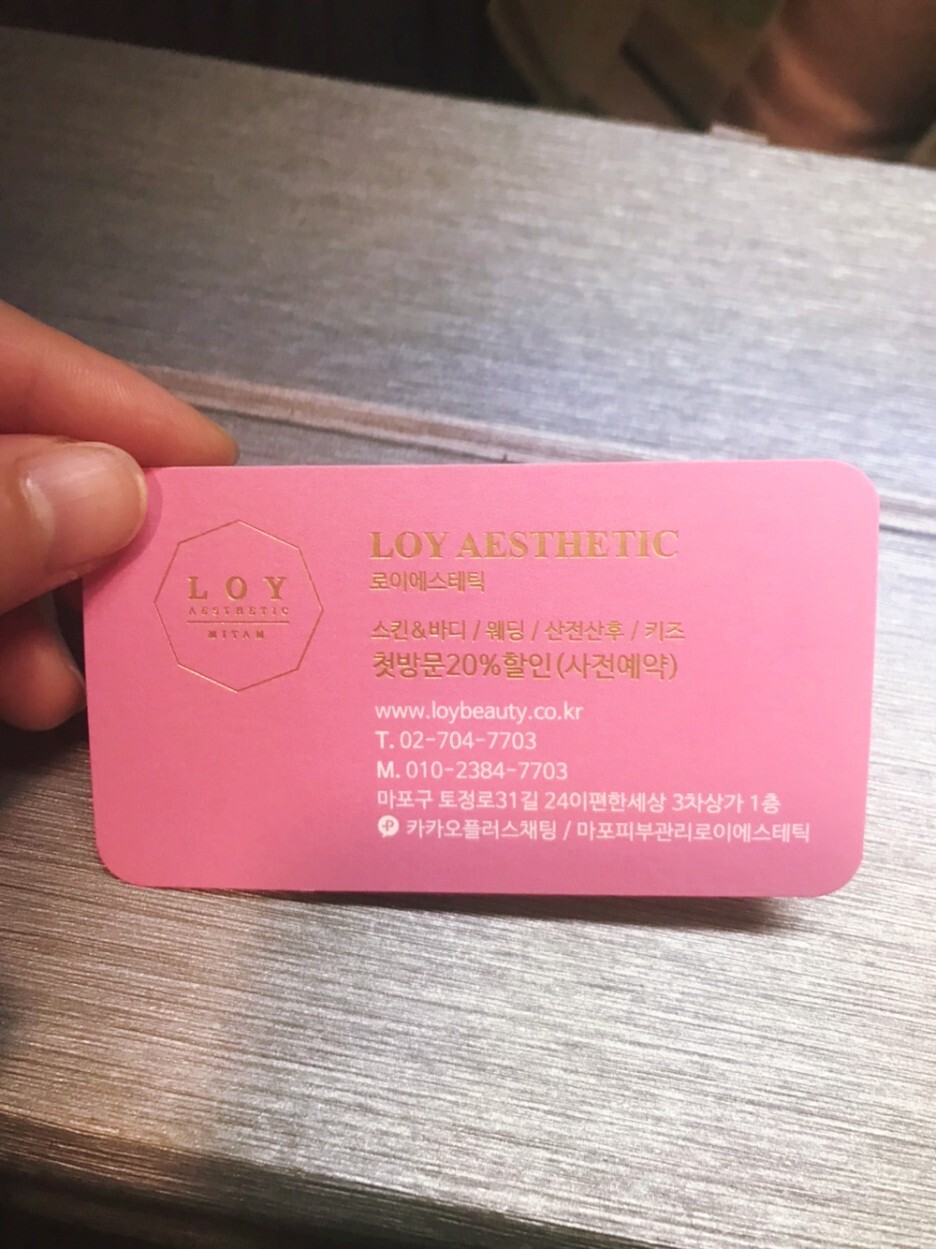 LOY
AESTHETIC
MITAM
LOY AESTHETIC
로이에스테틱
스킨&바디 / 웨딩 / 산전산후 / 키즈
첫방문20%할인(사전예약)
www.loybeauty.co.kr
T. 02-704-7703
M. 010-2384-7703
마포구 토정로31길 24이편한세상 3차상가 1층
카카오플러스채팅 / 마포피부관리로이에스테틱